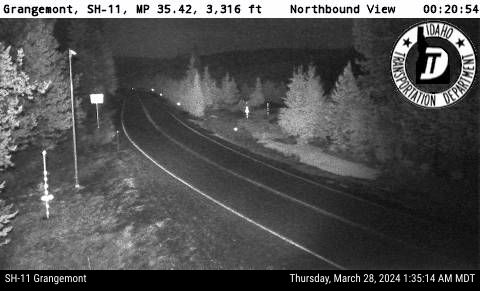 Grangemont, SH-11, MP 35.42, 3,316 ft Northbound View 00:20:54
IDAHO
TRANSPORTATION DEPARTMENT
SH-11 Grangemont Thursday, March 28, 2024 1:35:14 AM MDT